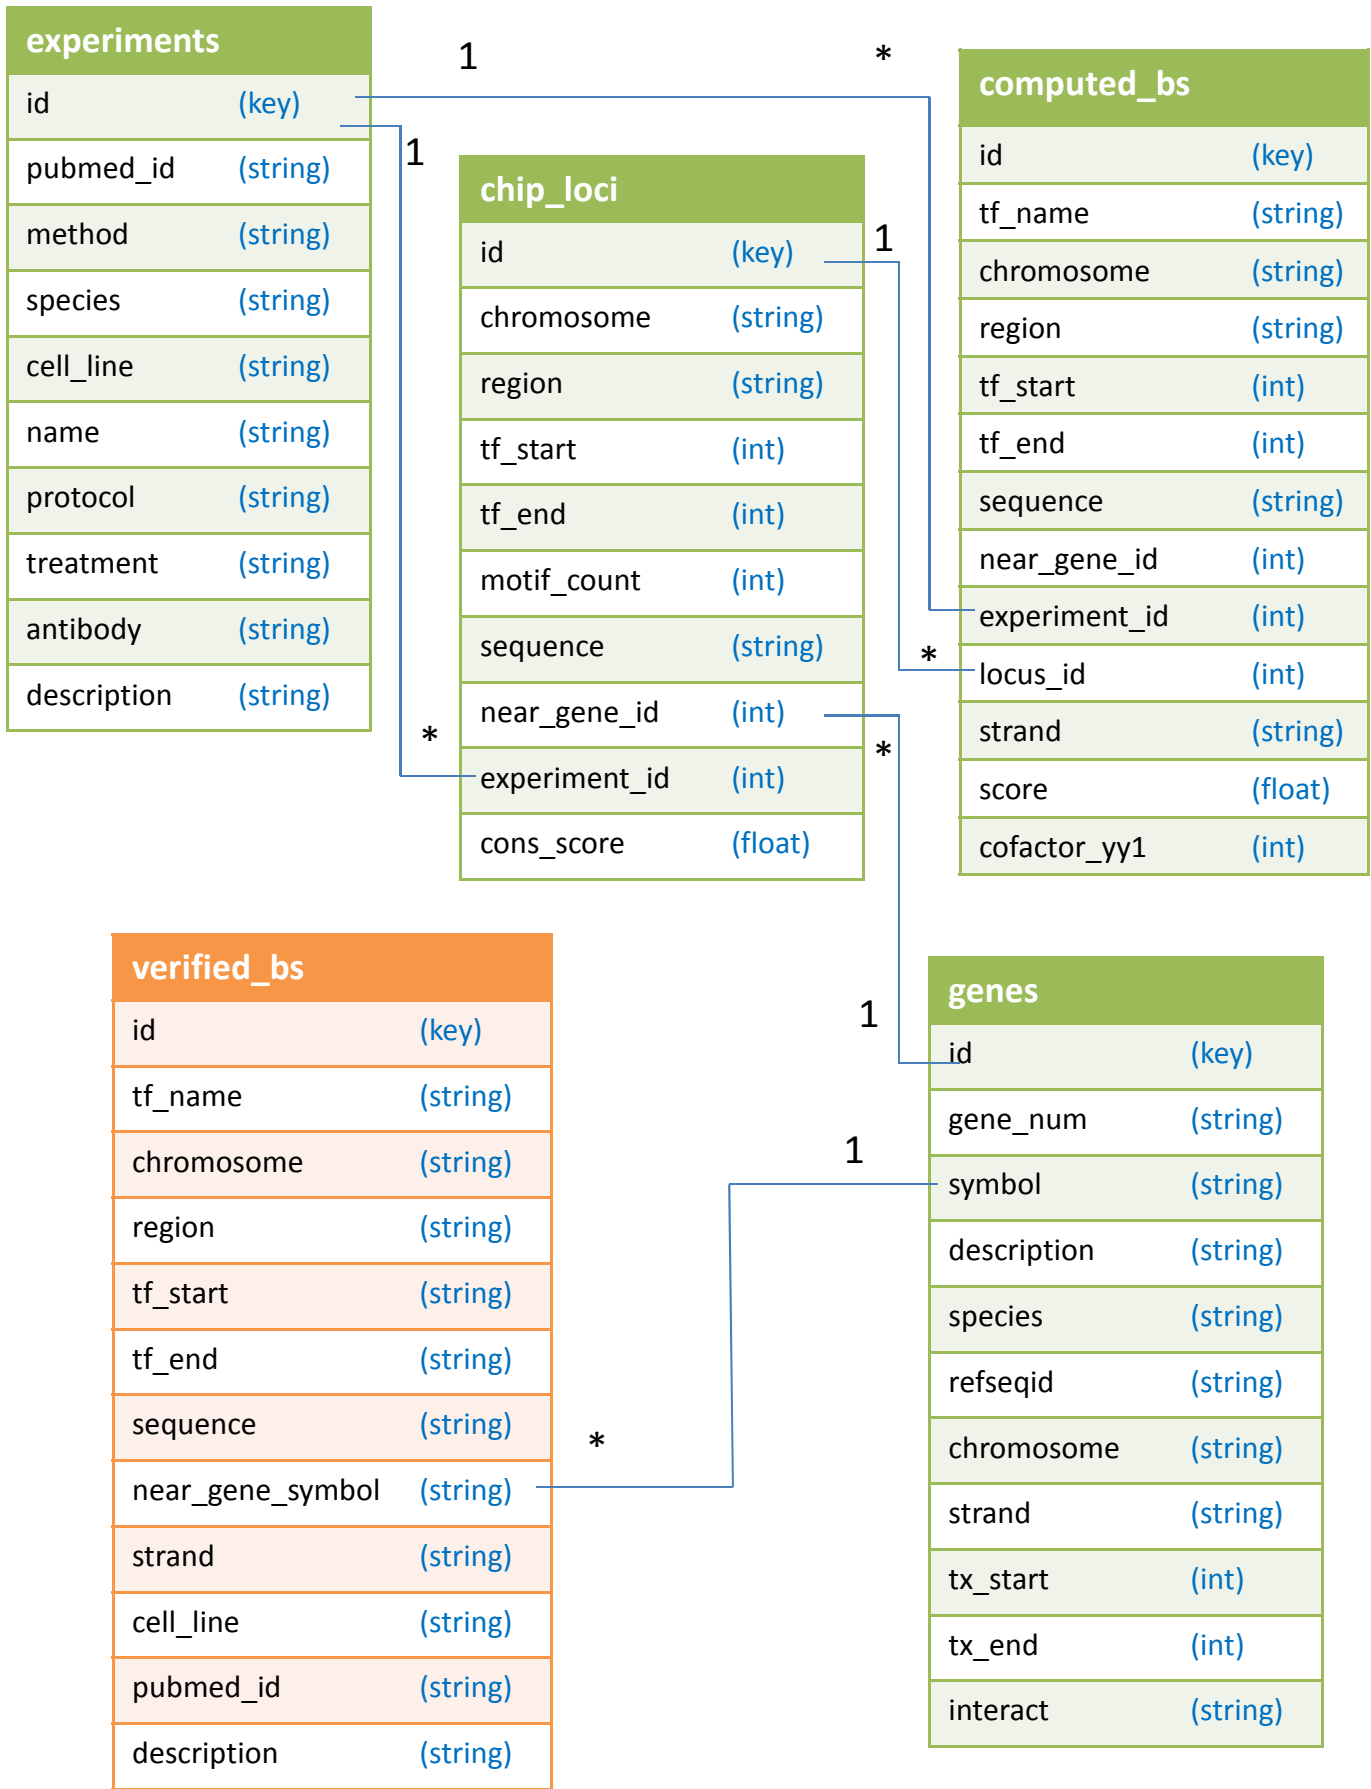 experiments
id (key)
pubmed_id (string)
method (string)
species (string)
cell_line (string)
name (string)
protocol (string)
treatment (string)
antibody (string)
description (string)
1
*
1
*
chip_loci
id (key)
chromosome (string)
region (string)
tf_start (int)
tf_end (int)
motif_count (int)
sequence (string)
near_gene_id (int)
experiment_id (int)
cons_score (float)
1
*
*
computed_bs
id (key)
tf_name (string)
chromosome (string)
region (string)
tf_start (int)
tf_end (int)
sequence (string)
near_gene_id (int)
experiment_id (int)
locus_id (int)
strand (string)
score (float)
cofactor_yy1 (int)
verified_bs
id (key)
tf_name (string)
chromosome (string)
region (string)
tf_start (string)
tf_end (string)
sequence (string)
near_gene_symbol (string)
strand (string)
cell_line (string)
pubmed_id (string)
description (string)
*
1
1
genes
id (key)
gene_num (string)
symbol (string)
description (string)
species (string)
refseqid (string)
chromosome (string)
strand (string)
tx_start (int)
tx_end (int)
interact (string)